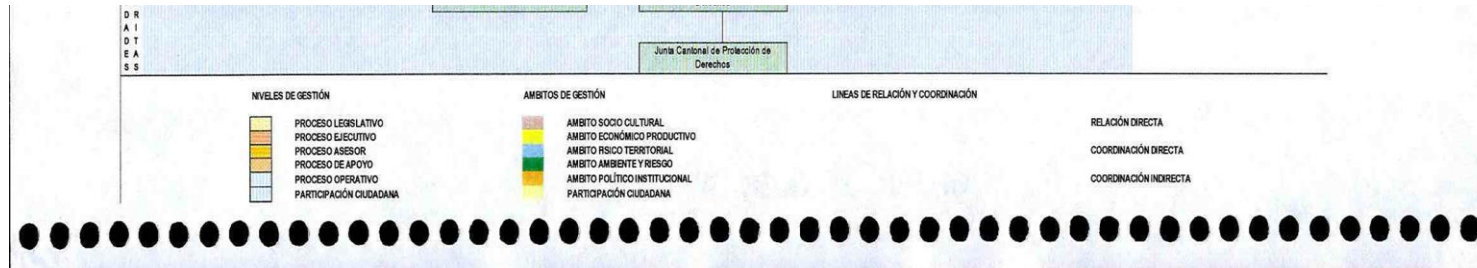 D R
A I
D T
E A
S S
Junta Cantonal de Protección de
Derechos
NIVELES DE GESTIÓN
PROCESO LEGISLATIVO
PROCESO EJECUTIVO
PROCESO ASESOR
PROCESO DE APOYO
PROCESO OPERATIVO
PARTICIPACIÓN CIUDADANA
AMBITOS DE GESTIÓN
AMBITO SOCIO CULTURAL
AMBITO ECONÓMICO PRODUCTIVO
AMBITO FISICO TERRITORIAL
AMBITO AMBIENTE Y RIESGO
AMBITO POLÍTICO INSTITUCIONAL
PARTICIPACIÓN CIUDADANA
LINEAS DE RELACIÓN Y COORDINACIÓN
RELACIÓN DIRECTA
COORDINACIÓN DIRECTA
COORDINACIÓN INDIRECTA